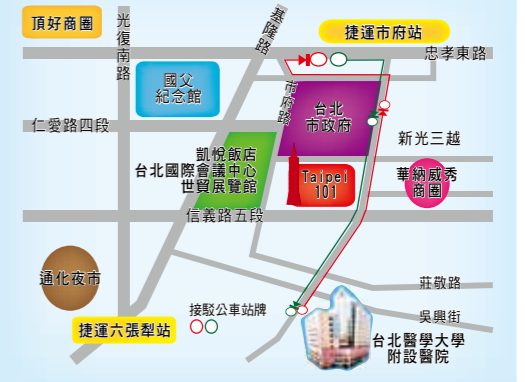 頂好商圈
光復南路
基隆路
捷運市府站
忠孝東路
國父
紀念館
市府路
台北
市政府
仁愛路四段
新光三越
凱悅飯店
台北國際會議中心
世貿展覽館
Taipei
101
華納威秀
商圈
信義路五段
通化夜市
莊敬路
接駁公車站牌
吳興街
捷運六張犁站
台北醫學大學
附設醫院